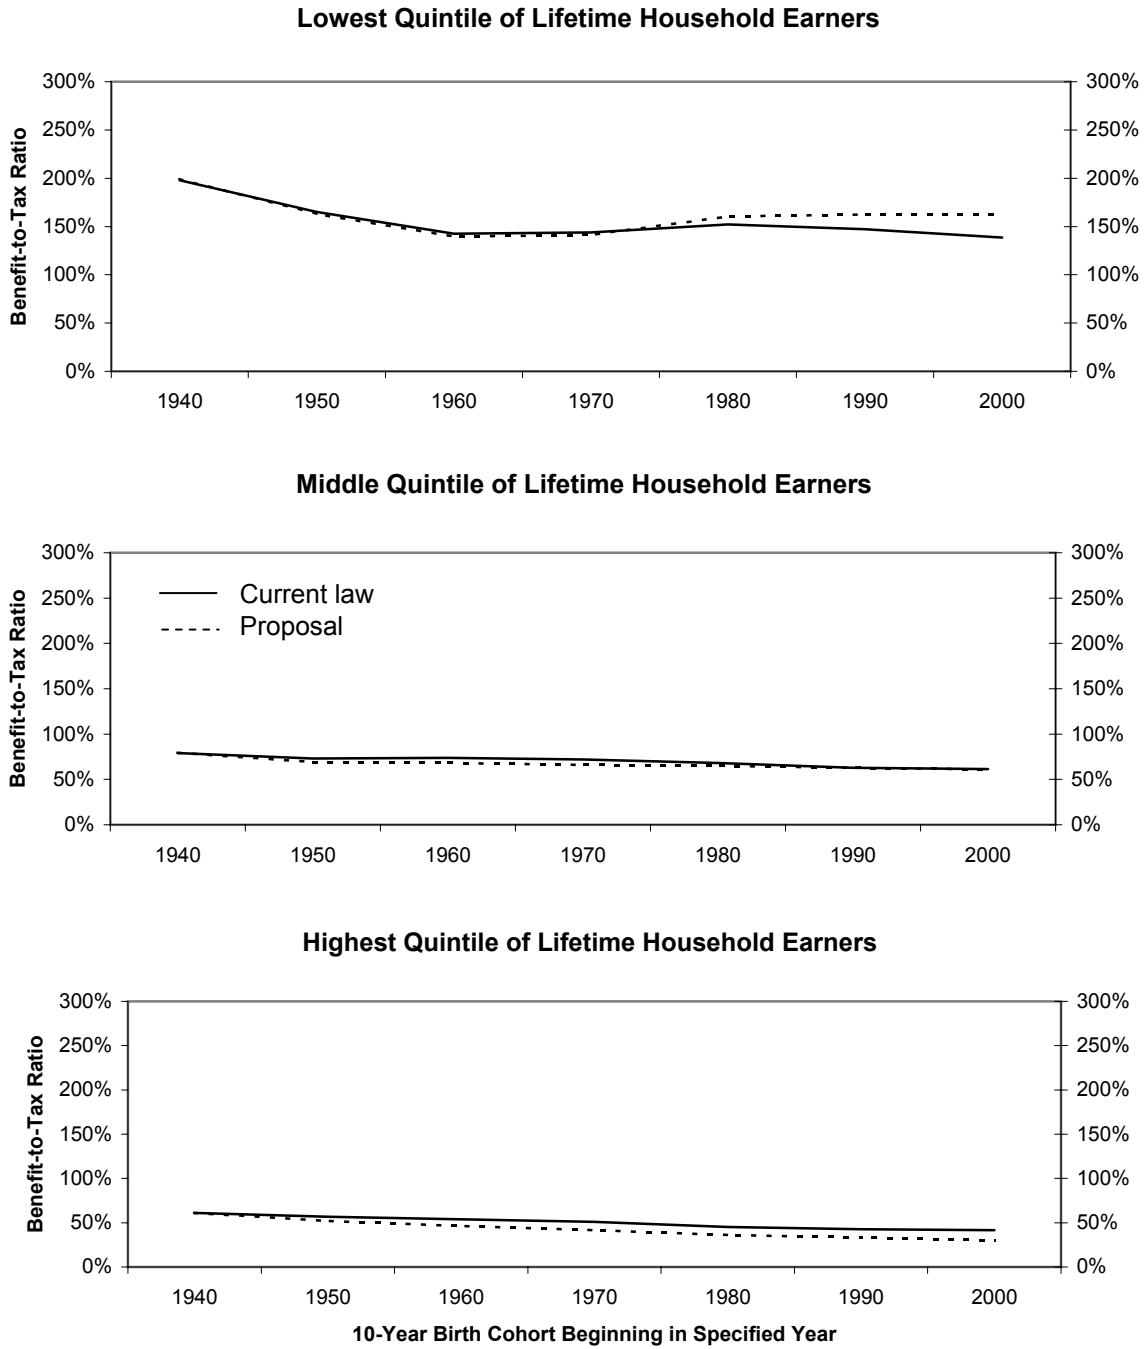 Lowest Quintile of Lifetime Household Earners
300% 300%
250% 250%
200% 200%
150% 150%
100% 100%
50% 50%
0% 0%
Benefit-to-Tax Ratio
1940 1950 1960 1970 1980 1990 2000
Middle Quintile of Lifetime Household Earners
300% 300%
250% 250%
200% 200%
150% 150%
100% 100%
50% 50%
0% 0%
Benefit-to-Tax Ratio
Current law
Proposal
1940 1950 1960 1970 1980 1990 2000
Highest Quintile of Lifetime Household Earners
300% 300%
250% 250%
200% 200%
150% 150%
100% 100%
50% 50%
0% 0%
Benefit-to-Tax Ratio
1940 1950 1960 1970 1980 1990 2000
10-Year Birth Cohort Beginning in Specified Year